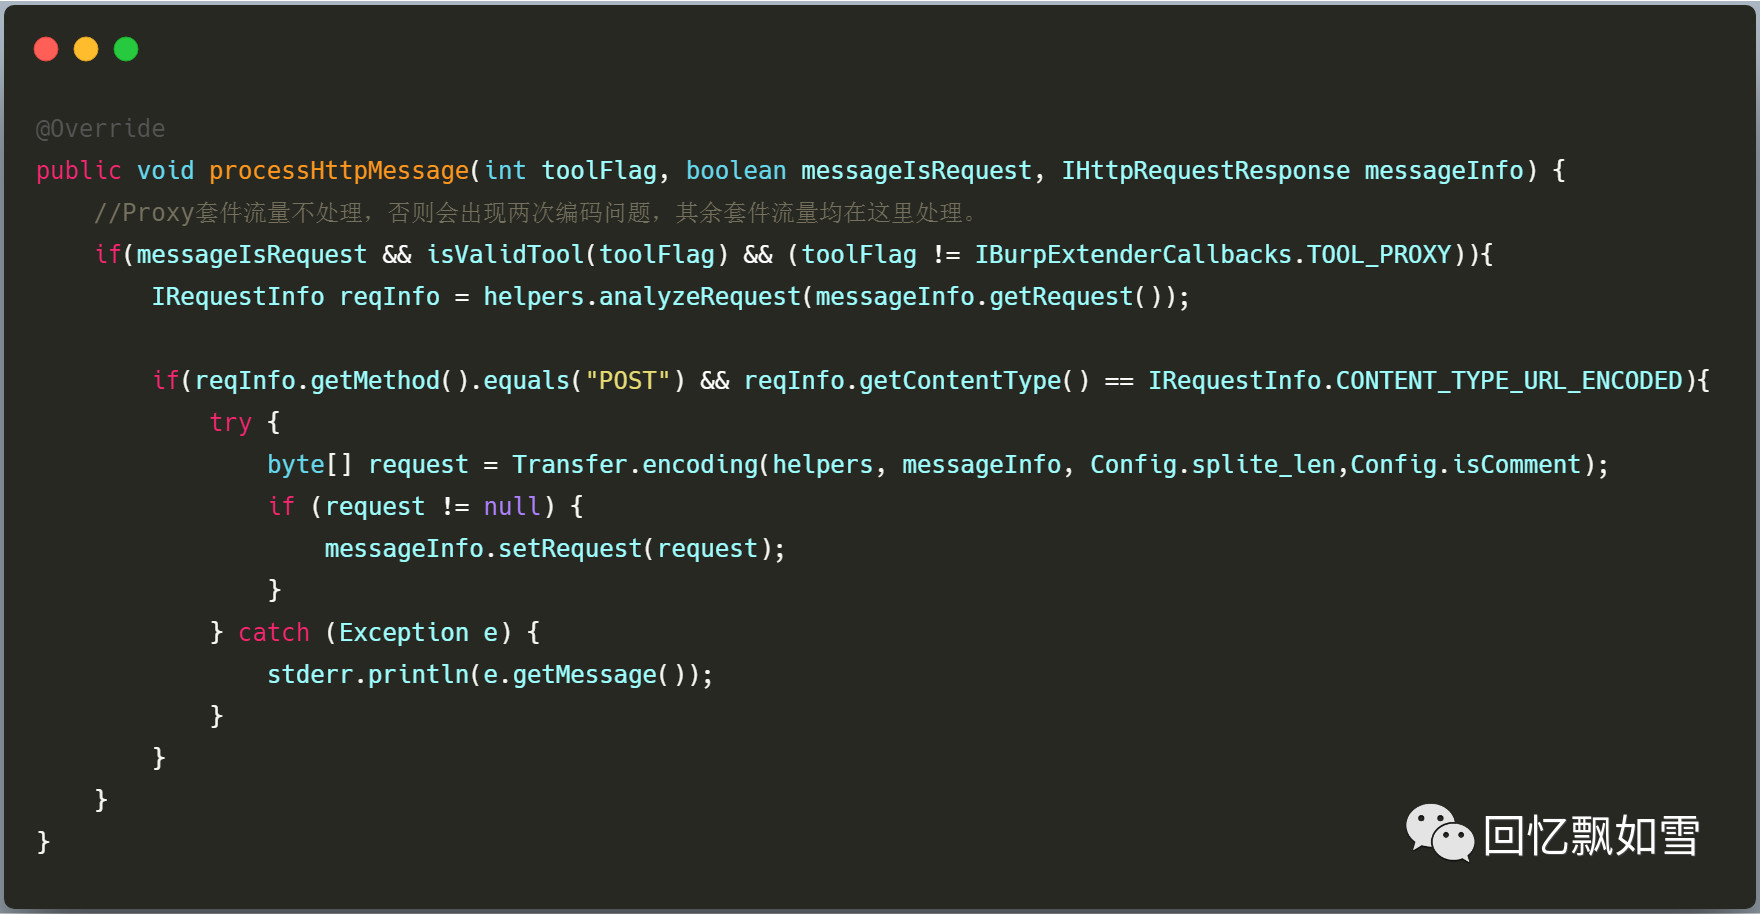 @Override
public void processHttpMessage(int toolFlag, boolean messageIsRequest, IHttpRequestResponse messageInfo) {
    //Proxy套件流量不处理，否则会出现两次编码问题，其余套件流量均在这里处理。
    if(messageIsRequest && isValidTool(toolFlag) && (toolFlag != IBurpExtenderCallbacks.TOOL_PROXY)){
        IRequestInfo reqInfo = helpers.analyzeRequest(messageInfo.getRequest());
        if(reqInfo.getMethod().equals("POST") && reqInfo.getContentType() == IRequestInfo.CONTENT_TYPE_URL_ENCODED){
            try {
                byte[] request = Transfer.encoding(helpers, messageInfo, Config.splite_len,Config.isComment);
                if (request != null) {
                    messageInfo.setRequest(request);
                }
            } catch (Exception e) {
                stderr.println(e.getMessage());
            }
        }
    }
}
回忆飘如雪